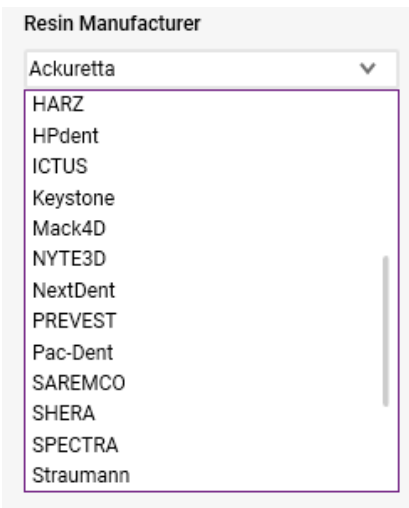 Resin Manufacturer
Ackuretta
HARZ
HPdent
ICTUS
Keystone
Mack4D
NYTE3D
NextDent
PREVEST
Pac-Dent
SAREMCO
SHERA
SPECTRA
Straumann